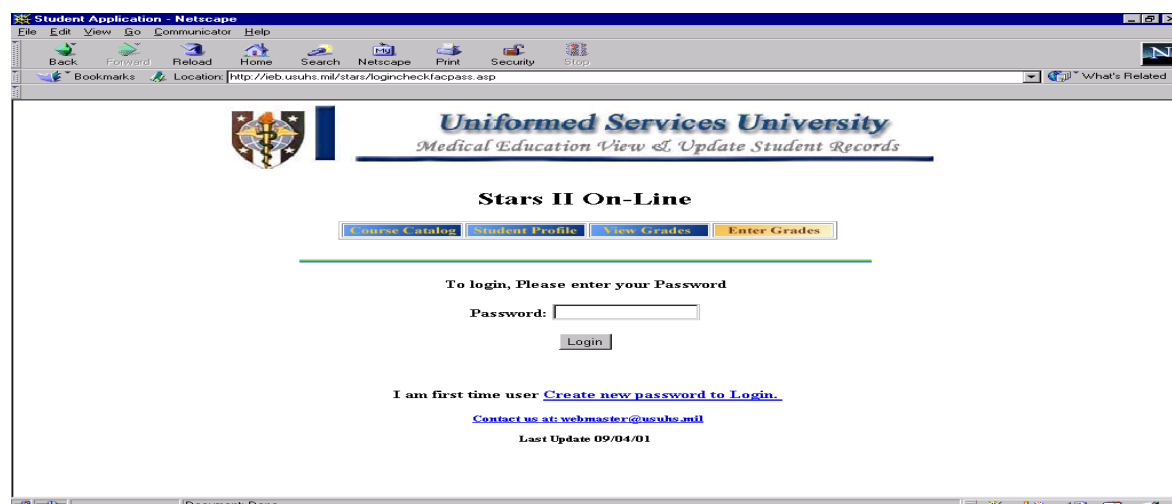 Student Application - Netscape
File Edit View Go Communicator Help
Back Forward Reload Home Search Netscape Print Security Stop
Bookmarks Location: http://ieb.usuhs.mil/stars/logincheckfacpass.asp What's Related
Uniformed Services University
Medical Education View & Update Student Records
Stars II On-Line
Course Catalog Student Profile View Grades Enter Grades
To login, Please enter your Password
Password:
Login
I am first time user Create new password to Login.
Contact us at: webmaster@usuhs.mil
Last Update 09/04/01
Document: Done